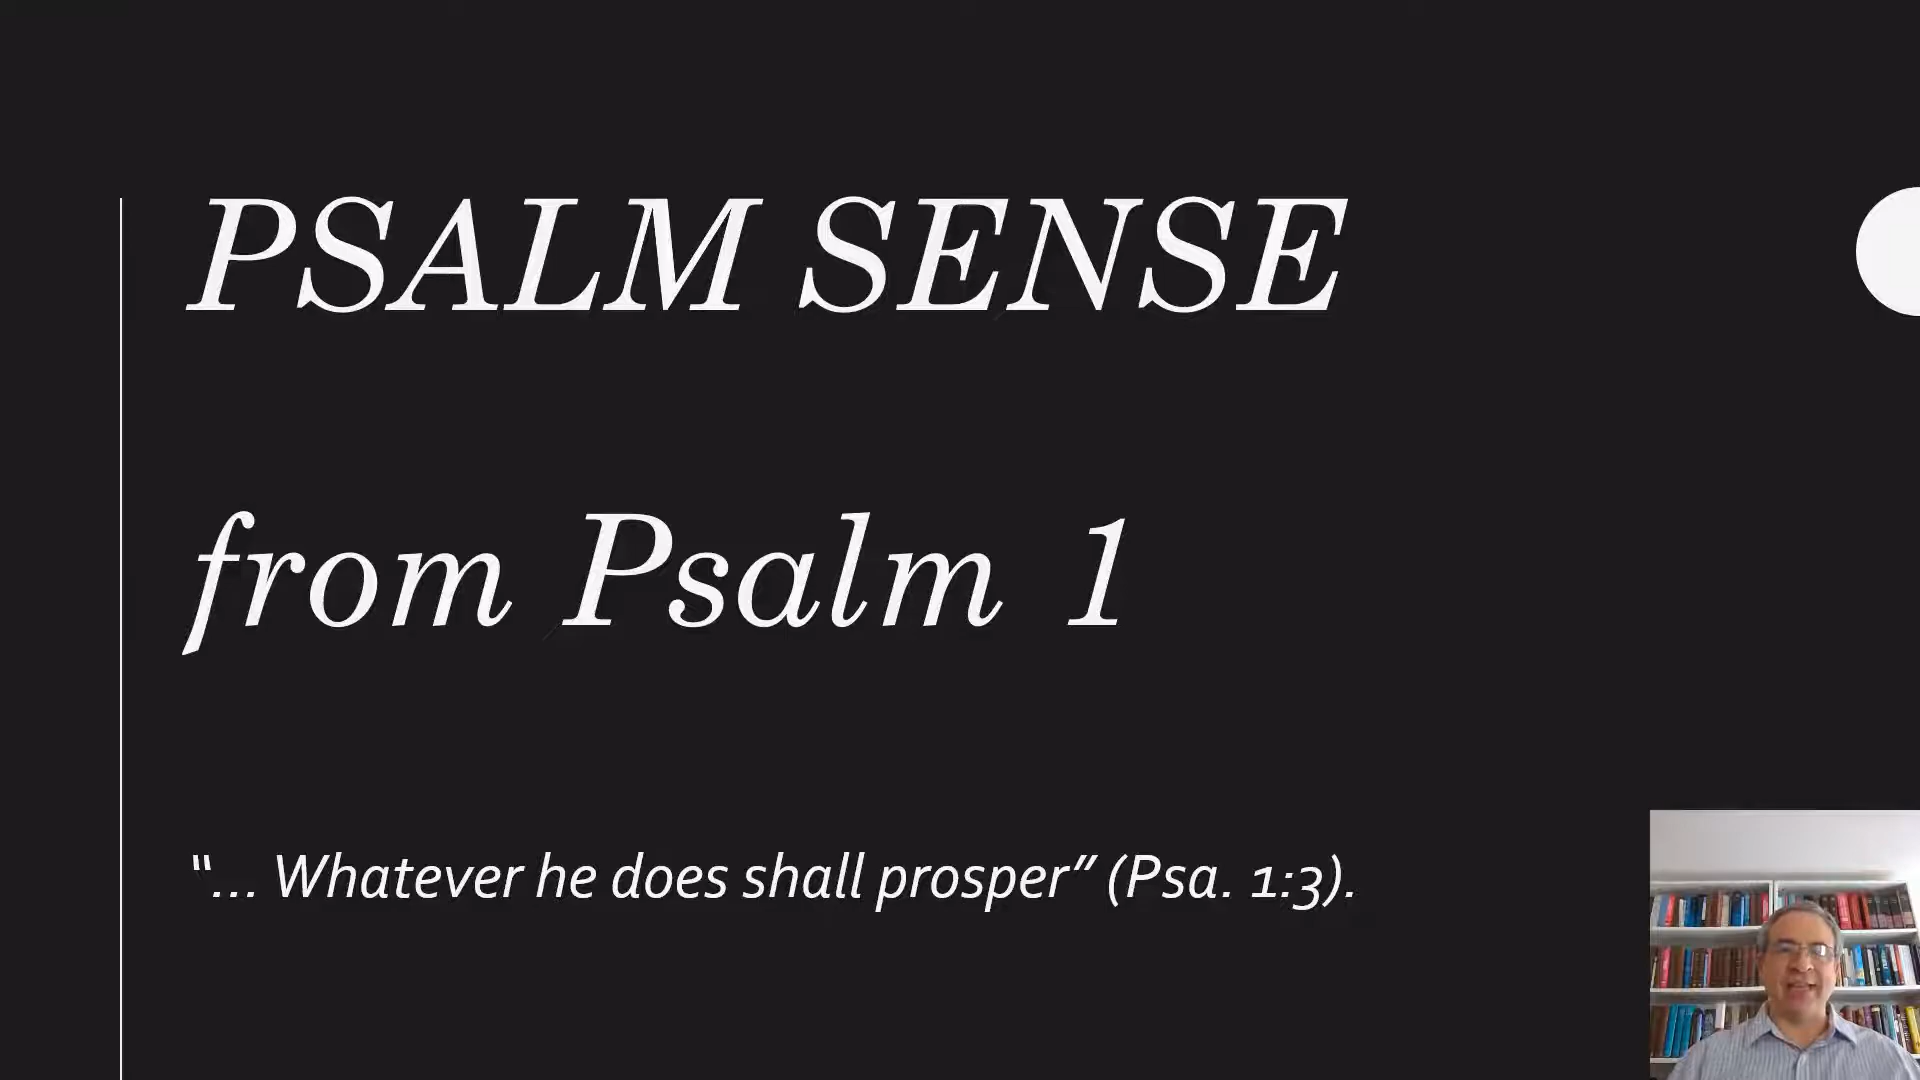 PSALM SENSE
from Psalm 1
“... Whatever he does shall prosper” (Psa. 1:3).